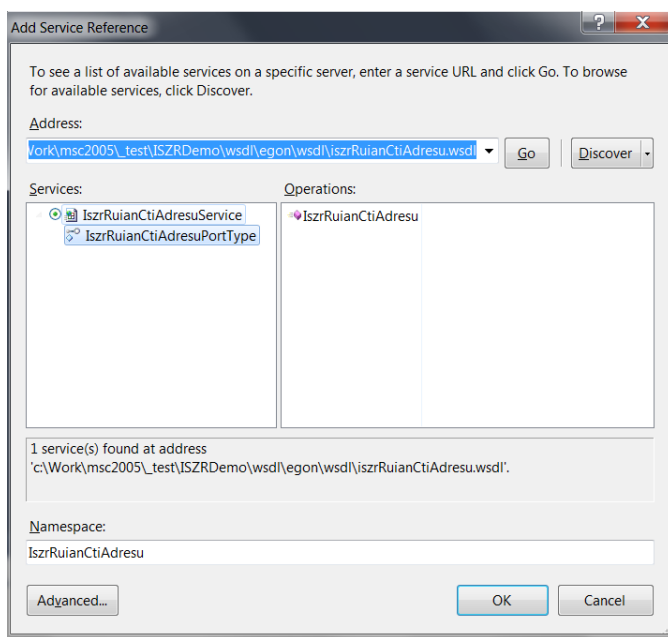 Add Service Reference
To see a list of available services on a specific server, enter a service URL and click Go. To browse
for available services, click Discover.
Address:
Work\msc2005\_test\ISZRDemo\wsdl\egon\wsdl\iszrRuianCtiAdresu.wsdl
Go
Discover
Services:
Operations:
IszrRuianCtiAdresuService
IszrRuianCtiAdresu
IszrRuianCtiAdresuPortType
1 service(s) found at address
'c:\Work\msc2005\_test\ISZRDemo\wsdl\egon\wsdl\iszrRuianCtiAdresu.wsdl'.
Namespace:
IszrRuianCtiAdresu
Advanced...
OK
Cancel